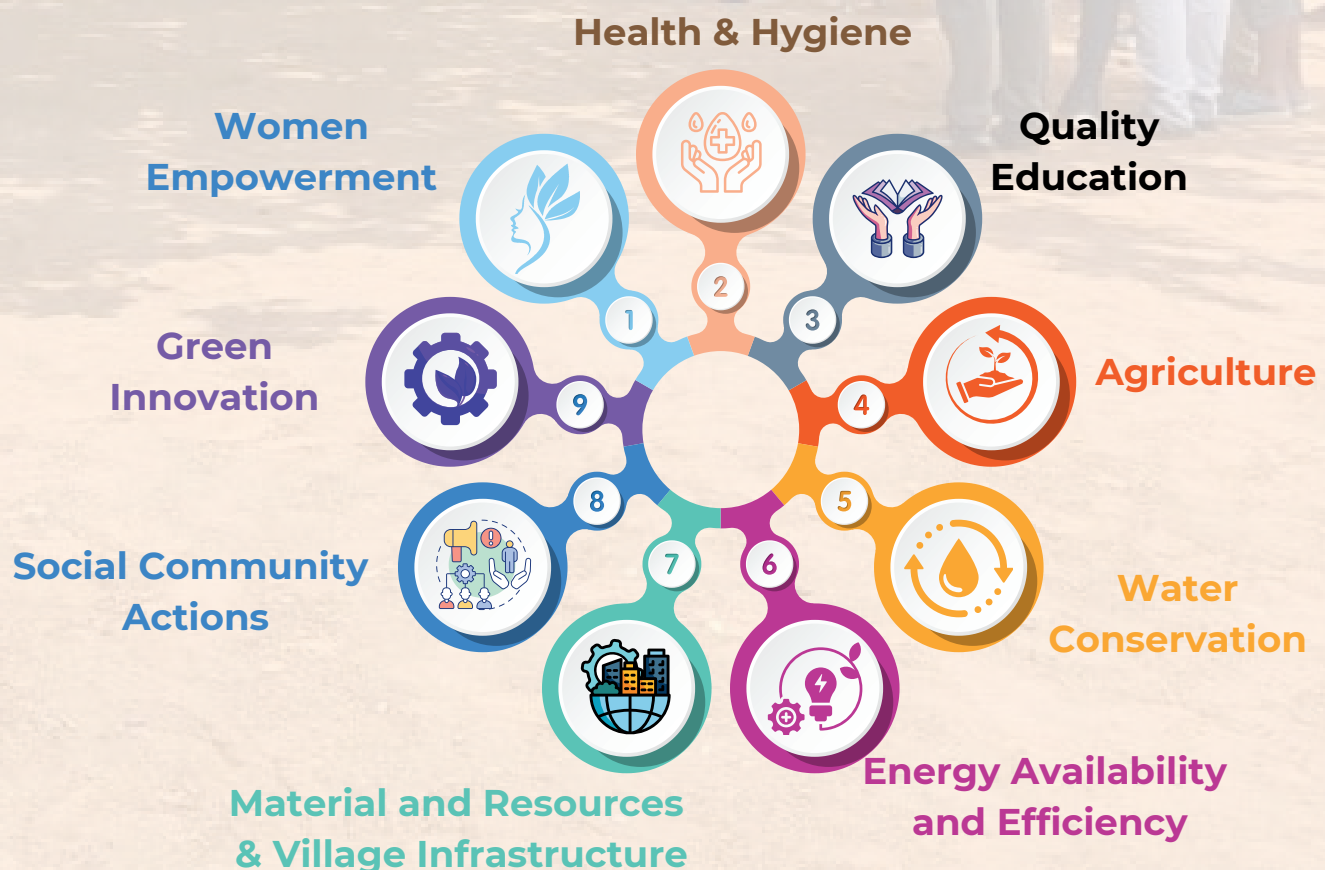 Health & Hygiene
Women
Empowerment
1
2
Quality
Education
3
Agriculture
4
Water
Conservation
5
Energy Availability
and Efficiency
6
Material and Resources
& Village Infrastructure
7
Social Community
Actions
8
Green
Innovation
9